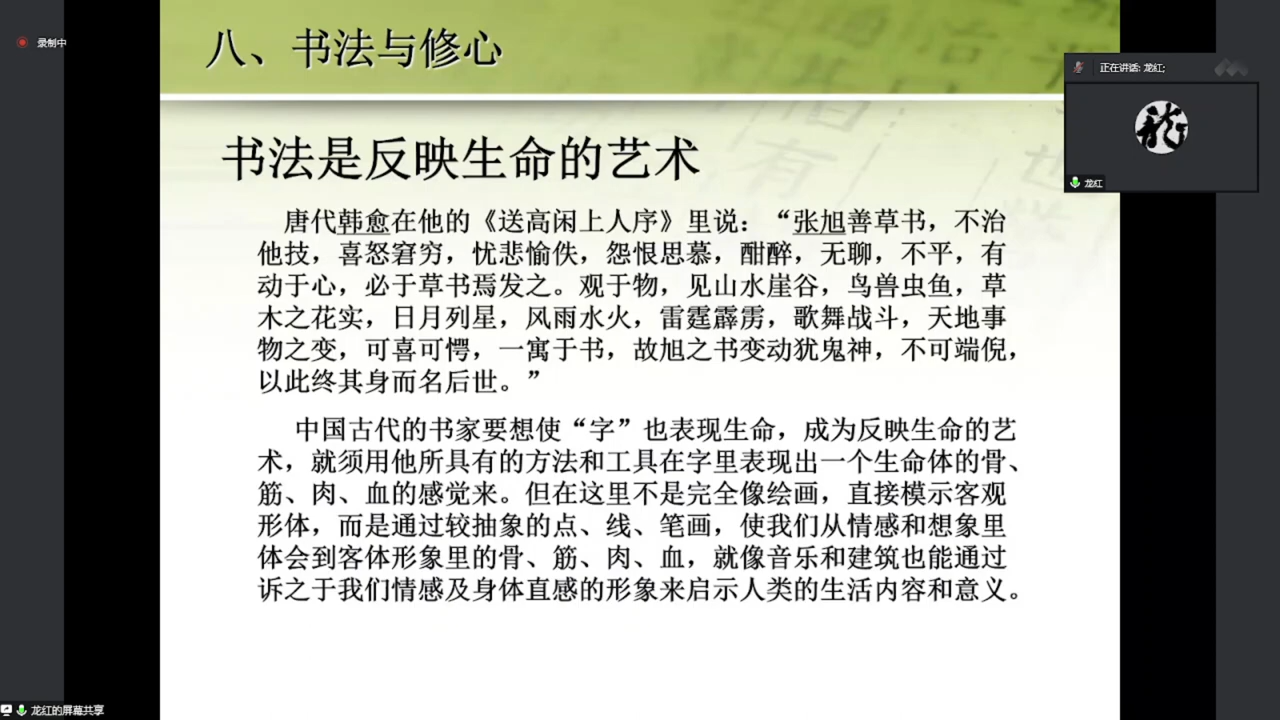 录制中
八、书法与修心
正在讲话: 龙红;
龙红
书法是反映生命的艺术
唐代韩愈在他的《送高闲上人序》里说：“张旭善草书，不治
他技，喜怒窘穷，忧悲愉佚，怨恨思慕，酣醉，无聊，不平，有
动于心，必于草书焉发之。观于物，见山水崖谷，鸟兽虫鱼，草
木之花实，日月列星，风雨水火，雷霆霹雳，歌舞战斗，天地事
物之变，可喜可愕，一寓于书，故旭之书变动犹鬼神，不可端倪，
以此终其身而名后世。”
中国古代的书家要想使“字”也表现生命，成为反映生命的艺
术，就须用他所具有的方法和工具在字里表现出一个生命体的骨、
筋、肉、血的感觉来。但在这里不是完全像绘画，直接模示客观
形体，而是通过较抽象的点、线、笔画，使我们从情感和想象里
体会到客体形象里的骨、筋、肉、血，就像音乐和建筑也能通过
诉之于我们情感及身体直感的形象来启示人类的生活内容和意义。
龙红的屏幕共享